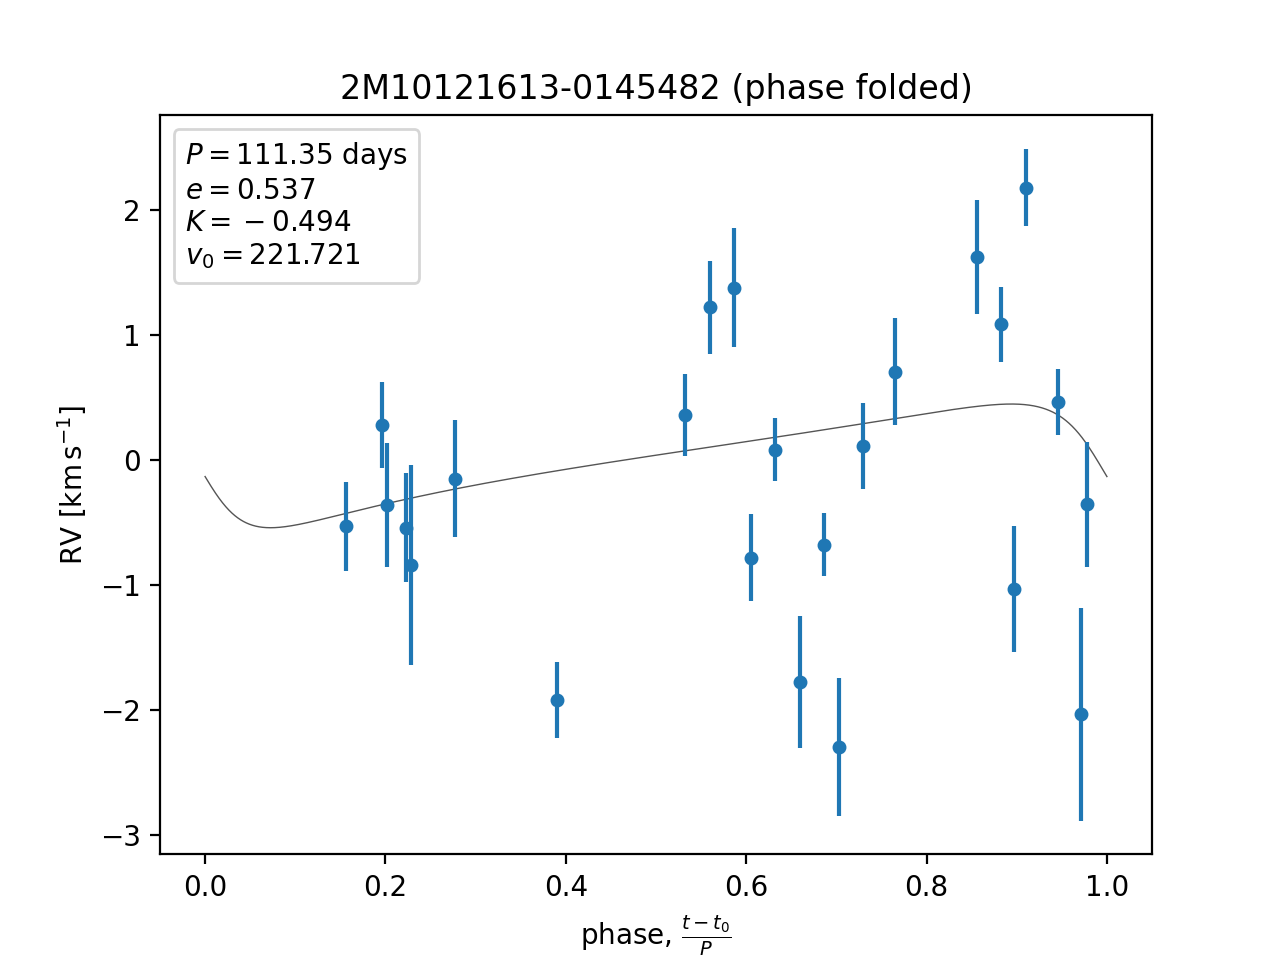 2M10121613-0145482 (phase folded)
P = 111.35 days
e = 0.537
K = − 0.494
v₀ = 221.721
RV [km s⁻¹]
2
1
0
−1
−2
−3
0.0 0.2 0.4 0.6 0.8 1.0
phase, (t − t₀)/P